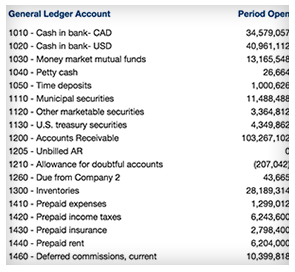 General Ledger Account Period Open
1010 - Cash in bank- CAD 34,579,057
1020 - Cash in bank- USD 40,961,112
1030 - Money market mutual funds 13,165,548
1040 - Petty cash 26,664
1050 - Time deposits 1,000,626
1110 - Municipal securities 11,488,488
1120 - Other marketable securities 3,364,812
1130 - U.S. treasury securities 4,349,862
1200 - Accounts Receivable 103,267,102
1205 - Unbilled AR 0
1210 - Allowance for doubtful accounts (207,042)
1260 - Due from Company 2 43,665
1300 - Inventories 28,189,314
1410 - Prepaid expenses 1,299,012
1420 - Prepaid income taxes 6,243,600
1430 - Prepaid insurance 2,798,400
1440 - Prepaid rent 6,204,000
1460 - Deferred commissions, current 10,399,818